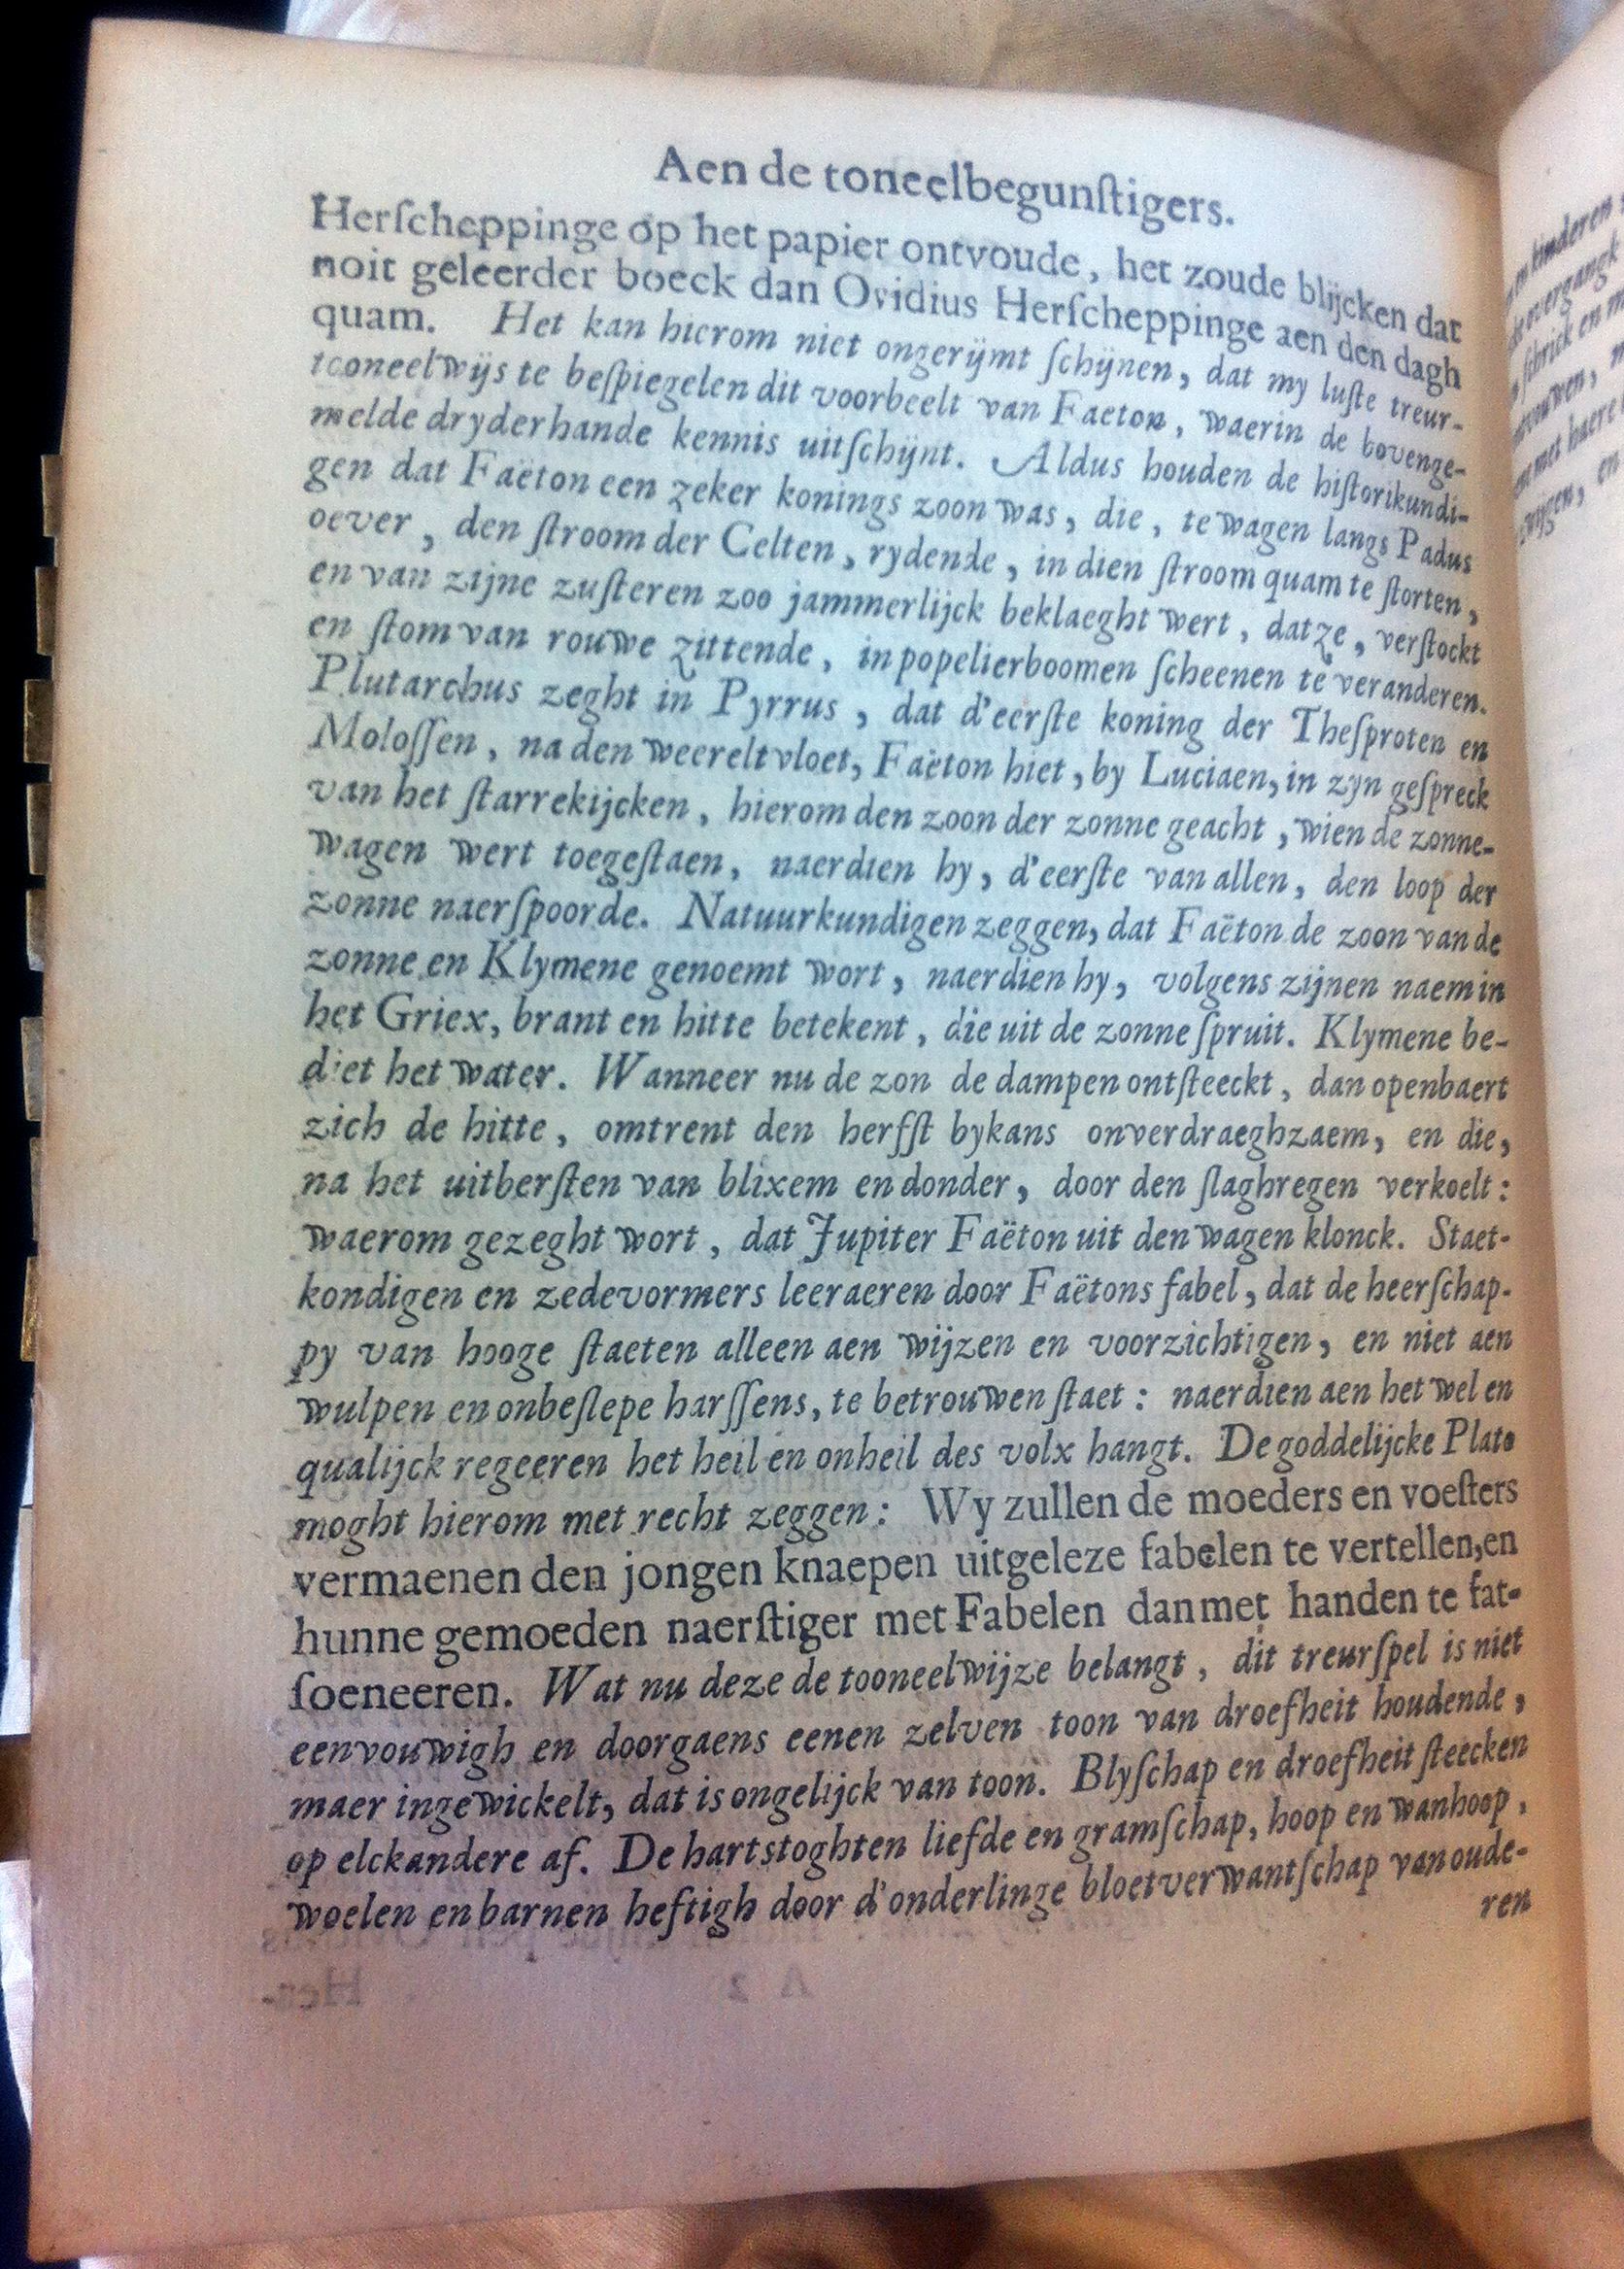 Aen de toneelbegunſtigers.
Herſcheppinge op het papier ontvoude, het zoude blijcken dat
noit geleerder boeck dan Ovidius Herſcheppinge aen den dagh
quam. Het kan hierom niet ongerijmt ſchijnen, dat my luſte treur-
tooneelwijs te beſpiegelen dit voorbeelt van Faeton, waerin de bovenge-
melde dryderhande kennis uitſchijnt. Aldus houden de hiſtorikundi-
gen dat Faëton een zeker konings zoon was, die, te wagen langs Padus
oever, den ſtroom der Celten, rydende, in dien ſtroom quam te ſtorten,
en van zijne zuſteren zoo jammerlijck beklaeght wert, datze, verſtockt
en ſtom van rouwe zittende, in popelierboomen ſcheenen te veranderen.
Plutarchus zeght in Pyrrus, dat d'eerſte koning der Theſproten en
Moloſſen, na den weereltvloet, Faëton hiet, by Luciaen, in zyn geſpreck
van het ſtarrekijcken, hierom den zoon der zonne geacht, wien de zonne-
wagen wert toegeſtaen, naerdien hy, d'eerſte van allen, den loop der
zonne naerſpoorde. Natuurkundigen zeggen, dat Faëton de zoon van de
zonne en Klymene genoemt wort, naerdien hy, volgens zijnen naem in
het Griex, brant en hitte betekent, die uit de zonne ſpruit. Klymene be-
diet het water. Wanneer nu de zon de dampen ontſteeckt, dan openbaert
zich de hitte, omtrent den herfſt bykans onverdraeghzaem, en die,
na het uitberſten van blixem en donder, door den ſlaghregen verkoelt:
waerom gezeght wort, dat Jupiter Faëton uit den wagen klonck. Staet-
kondigen en zedevormers leeraeren door Faëtons fabel, dat de heerſchap-
py van hooge ſtaeten alleen aen wijzen en voorzichtigen, en niet aen
wulpen en onbeſlepe harſſens, te betrouwen ſtaet: naerdien aen het wel en
qualijck regeeren het heil en onheil des volx hangt. De goddelijcke Plato
moght hierom met recht zeggen: Wy zullen de moeders en voeſters
vermaenen den jongen knaepen uitgeleze fabelen te vertellen, en
hunne gemoeden naerſtiger met Fabelen dan met handen te fat-
ſoeneeren. Wat nu deze de tooneelwijze belangt, dit treurſpel is niet
eenvouwigh en doorgaens eenen zelven toon van droefheit houdende,
maer ingewickelt, dat is ongelijck van toon. Blyſchap en droefheit ſteecken
op elckandere af. De hartstoghten liefde en gramſchap, hoop en wanhoop,
woelen en barnen heftigh door d'onderlinge bloetverwantſchap van oude-
ren